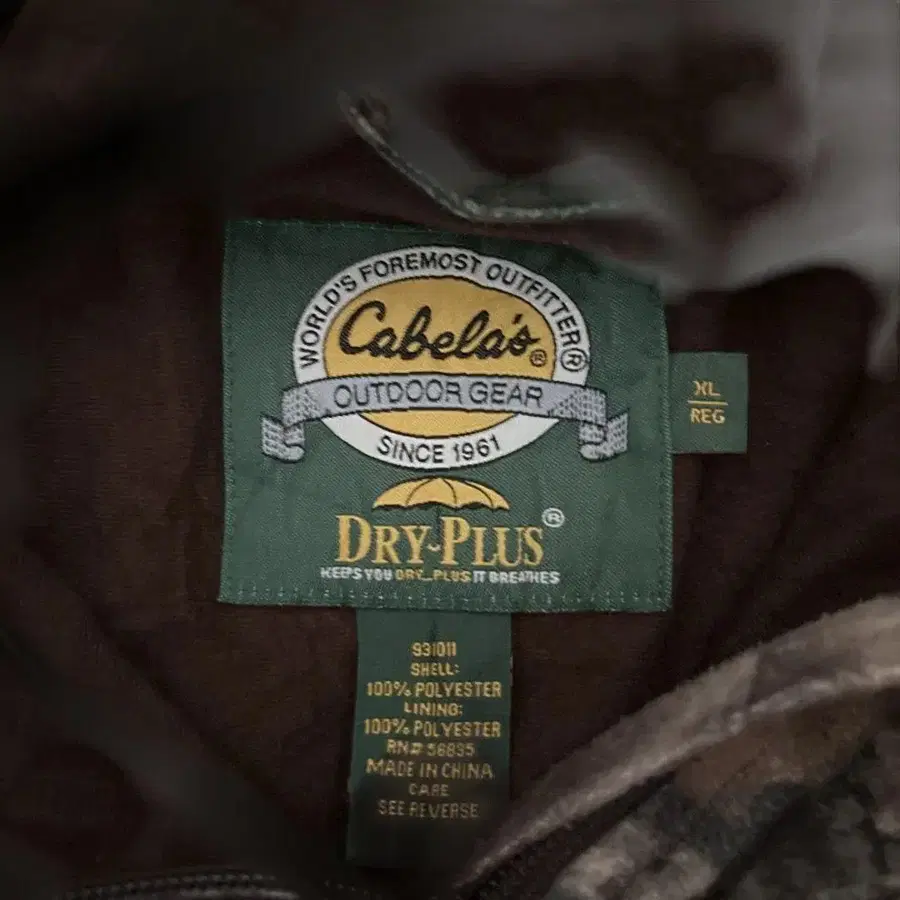 WORLD'S FOREMOST OUTFITTER®
Cabela's®
OUTDOOR GEAR
SINCE 1961
DRY-PLUS®
KEEPS YOU DRY...PLUS IT BREATHES
XL
REG
931011
SHELL:
100% POLYESTER
LINING:
100% POLYESTER
RN# 56835
MADE IN CHINA
CARE
SEE REVERSE